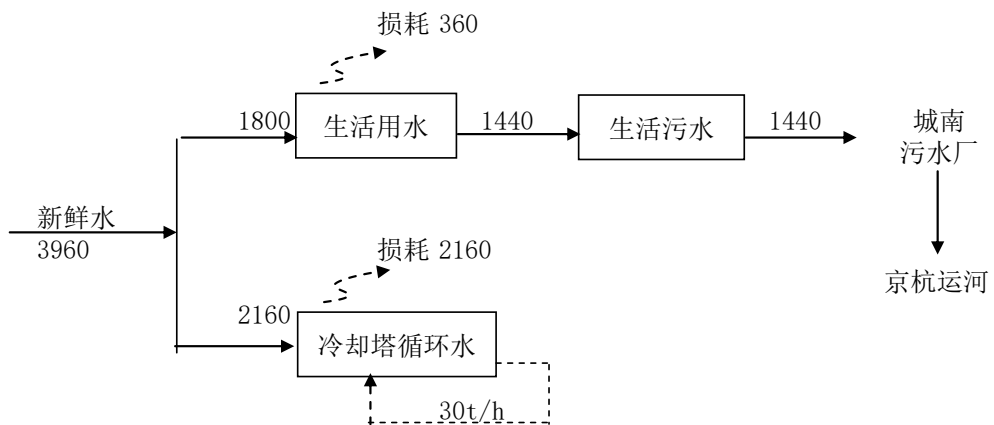 损耗 360
1800
生活用水
1440
生活污水
1440
城南
污水厂
新鲜水
3960
京杭运河
损耗 2160
2160
冷却塔循环水
30t/h